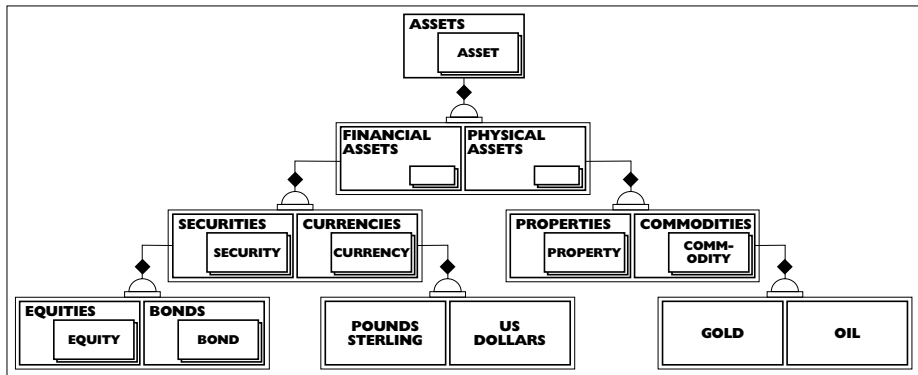 ASSETS
ASSET
FINANCIAL
ASSETS
PHYSICAL
ASSETS
SECURITIES
SECURITY
CURRENCIES
CURRENCY
PROPERTIES
PROPERTY
COMMODITIES
COMM-
ODITY
EQUITIES
EQUITY
BONDS
BOND
POUNDS
STERLING
US
DOLLARS
GOLD
OIL